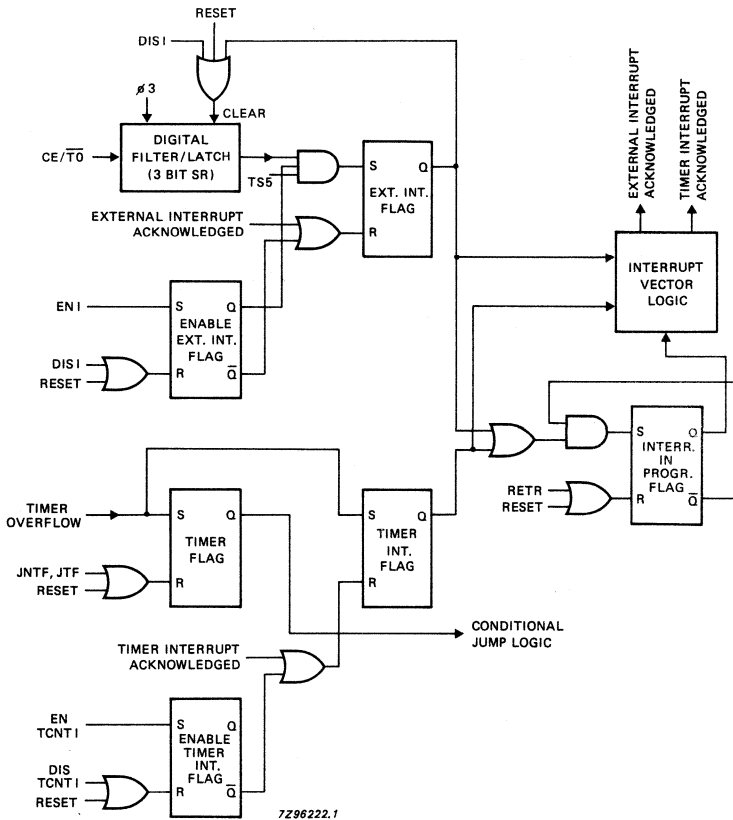 RESET
DIS I
ø3
CLEAR
CE/T0
DIGITAL
FILTER/LATCH
(3 BIT SR)
TS5
S
Q
EXT. INT.
FLAG
R
EXTERNAL INTERRUPT
ACKNOWLEDGED
EXTERNAL INTERRUPT
ACKNOWLEDGED
TIMER INTERRUPT
ACKNOWLEDGED
INTERRUPT
VECTOR
LOGIC
EN I
S
Q
ENABLE
EXT. INT.
FLAG
R
Q
DIS I
RESET
S
Q
INTERR.
IN
PROGR.
FLAG
R
Q
RETR
RESET
TIMER
OVERFLOW
S
Q
TIMER
FLAG
R
JNTF, JTF
RESET
S
Q
TIMER
INT.
FLAG
R
CONDITIONAL
JUMP LOGIC
TIMER INTERRUPT
ACKNOWLEDGED
EN
TCNT I
S
Q
ENABLE
TIMER
INT.
FLAG
R
Q
DIS
TCNT I
RESET
7Z96222.1